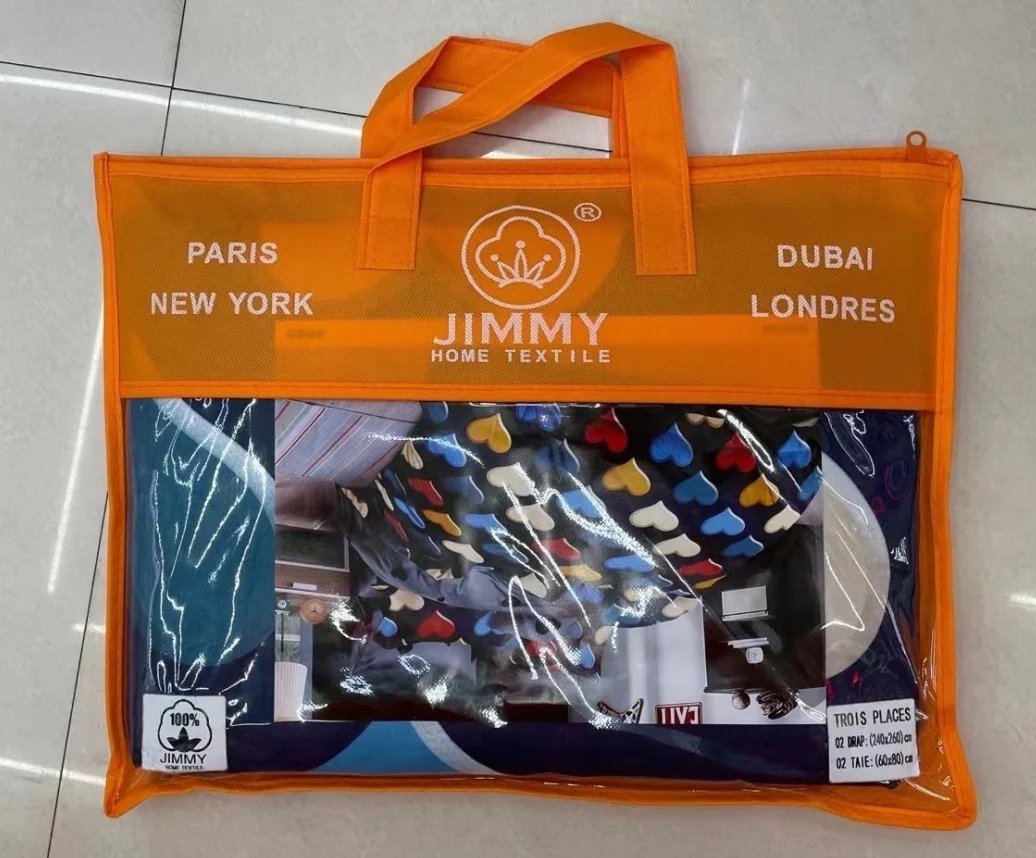 ®
PARIS
NEW YORK
DUBAI
LONDRES
JIMMY
HOME TEXTILE
100%
JIMMY
HOME TEXTILE
TROIS PLACES
02 DRAP: (240x260) cm
02 TAIE: (60x80) cm